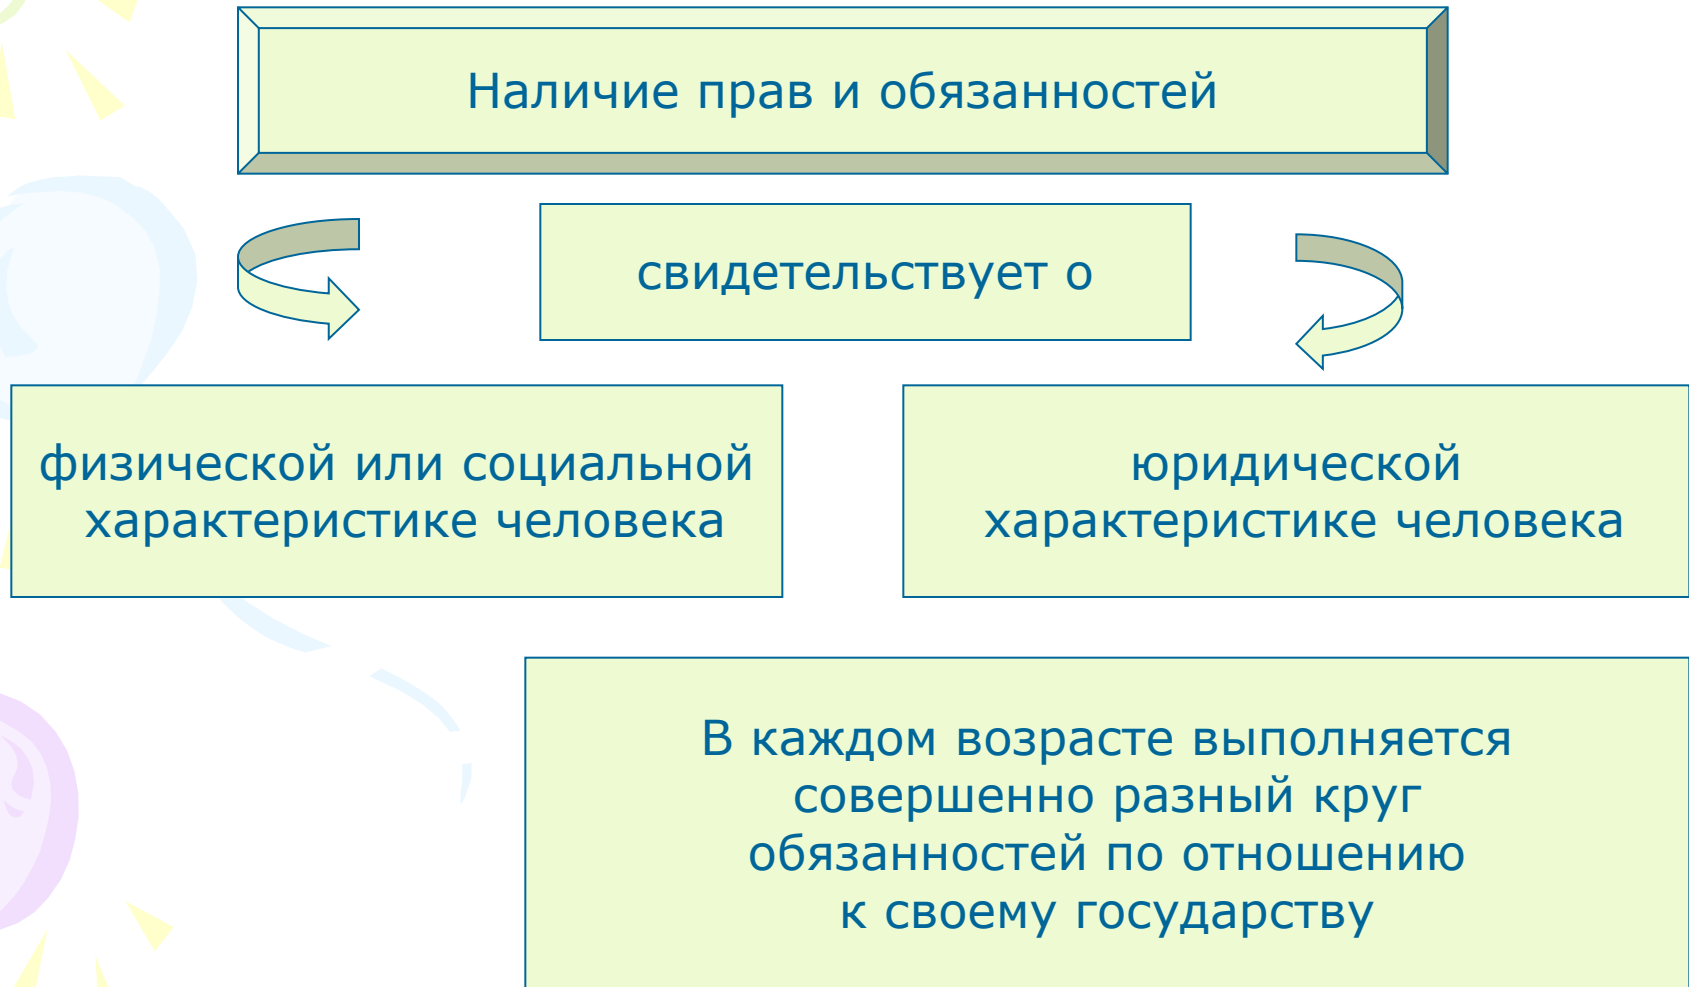 Наличие прав и обязанностей
свидетельствует о
физической или социальной
характеристике человека
юридической
характеристике человека
В каждом возрасте выполняется
совершенно разный круг
обязанностей по отношению
к своему государству